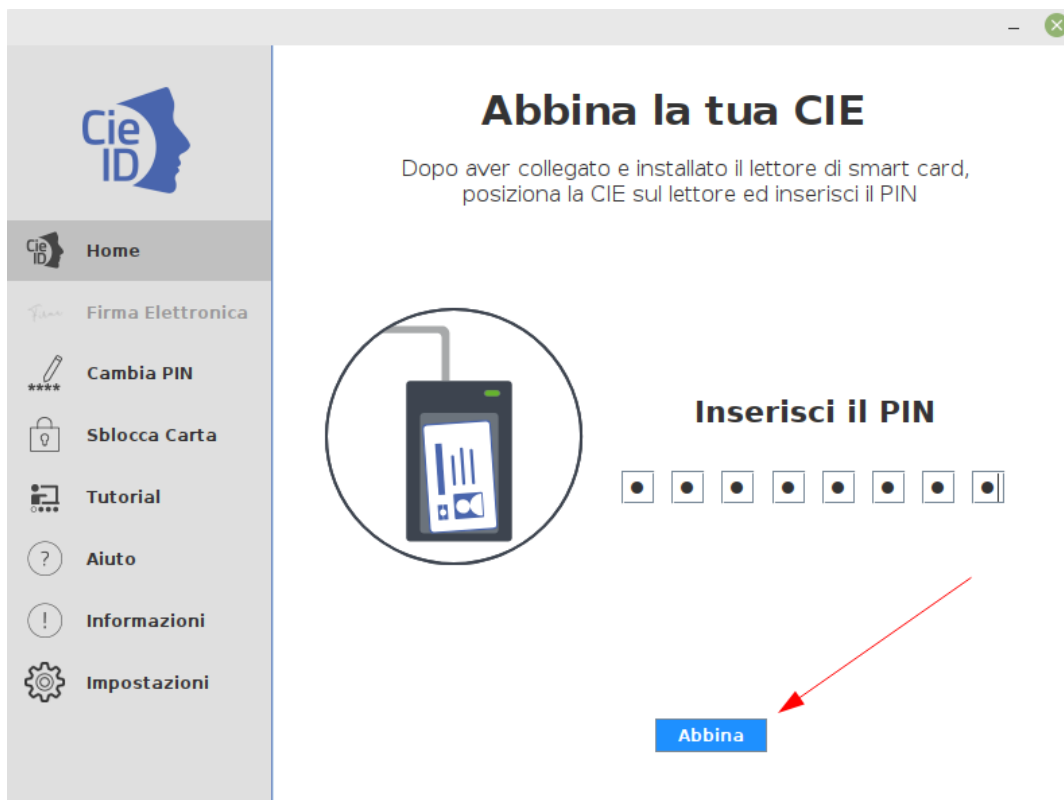 Cie
ID
Abbina la tua CIE
Dopo aver collegato e installato il lettore di smart card,
posiziona la CIE sul lettore ed inserisci il PIN
Cie
ID
Home
Firma
Firma Elettronica
****
Cambia PIN
Sblocca Carta
Tutorial
?
Aiuto
!
Informazioni
Impostazioni
Inserisci il PIN
Abbina